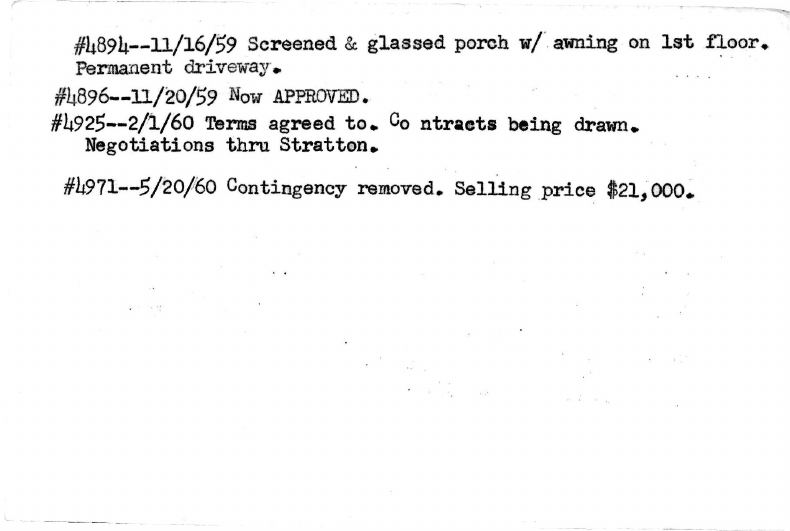 #4894--11/16/59 Screened & glassed porch w/ awning on 1st floor.
Permanent driveway.
#4896--11/20/59 Now APPROVED.
#4925--2/1/60 Terms agreed to. Co ntracts being drawn.
Negotiations thru Stratton.
#4971--5/20/60 Contingency removed. Selling price $21,000.